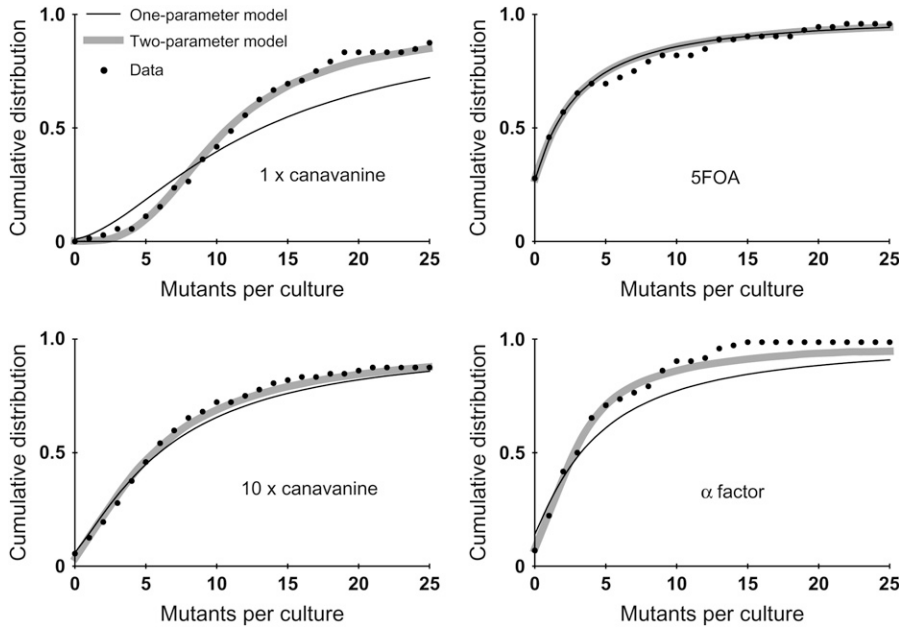 One-parameter model
Two-parameter model
Data
Cumulative distribution
1.0
0.5
0
1 x canavanine
0 5 10 15 20 25
Mutants per culture
Cumulative distribution
1.0
0.5
0
5FOA
0 5 10 15 20 25
Mutants per culture
Cumulative distribution
1.0
0.5
0
10 x canavanine
0 5 10 15 20 25
Mutants per culture
Cumulative distribution
1.0
0.5
0
α factor
0 5 10 15 20 25
Mutants per culture